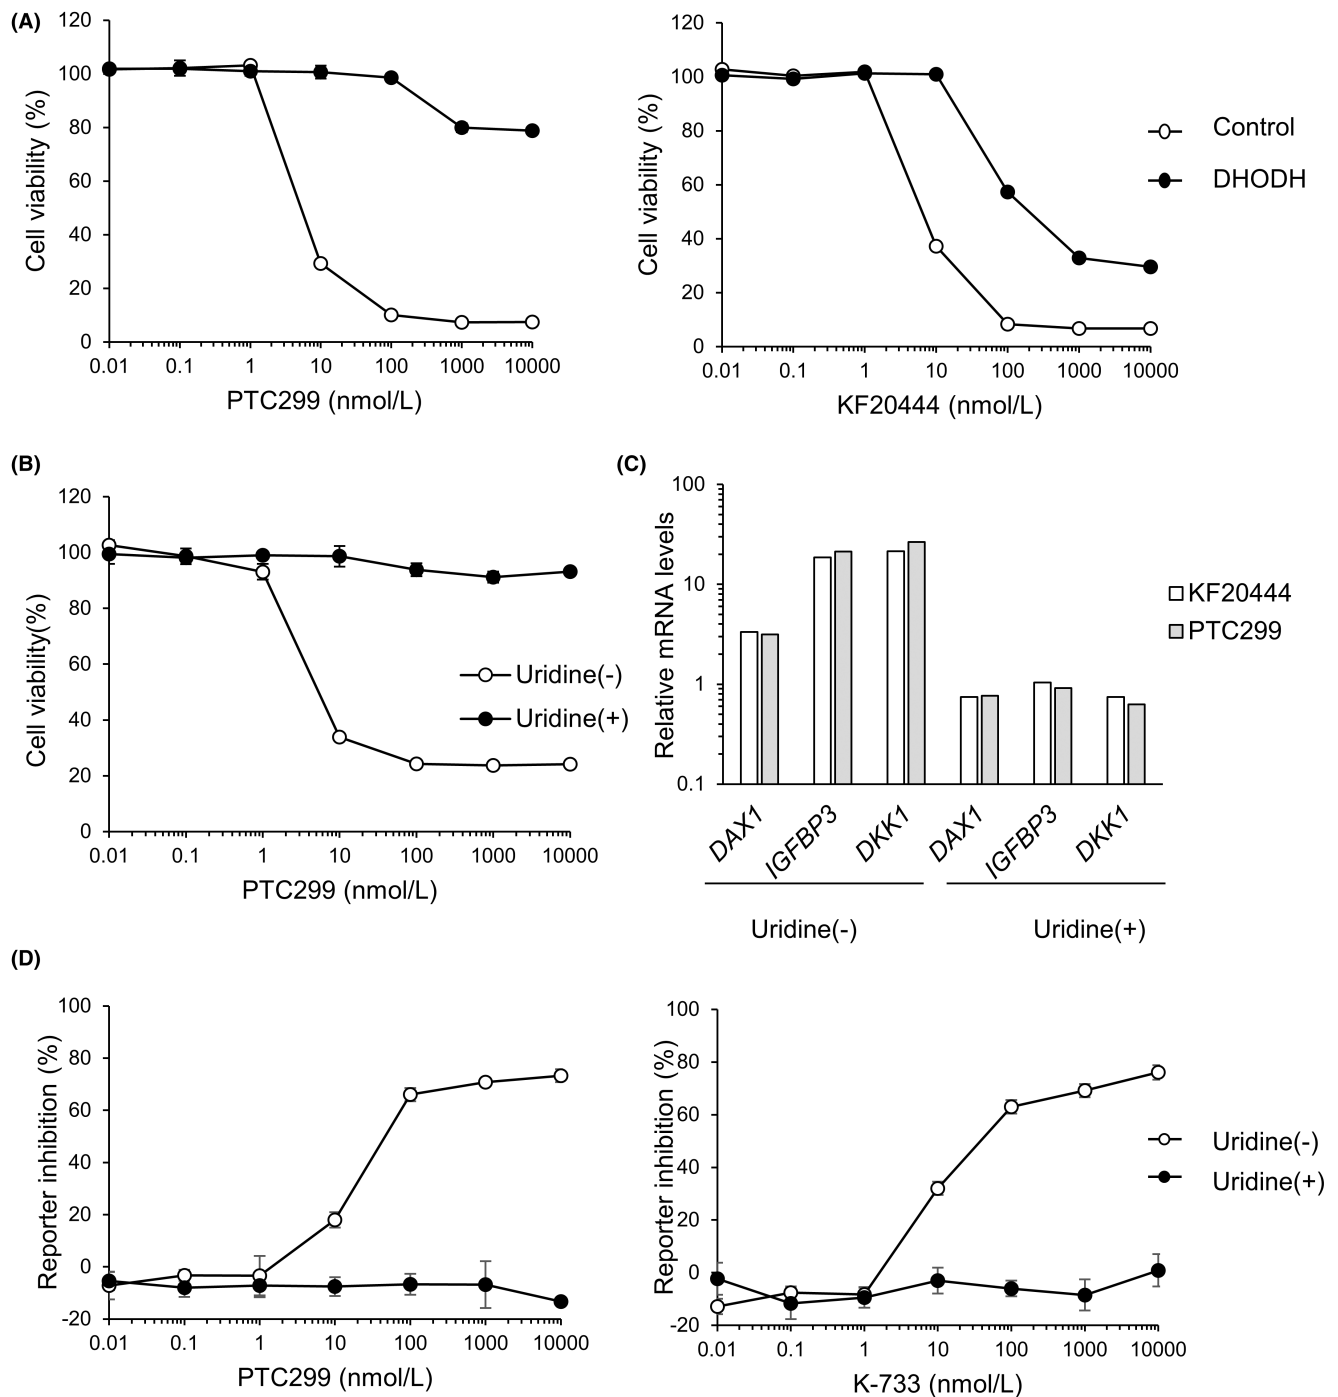 (A)
120
100
80
60
40
20
0
Cell viability (%)
0.01 0.1 1 10 100 1000 10000
PTC299 (nmol/L)
120
100
80
60
40
20
0
Cell viability (%)
0.01 0.1 1 10 100 1000 10000
KF20444 (nmol/L)
Control
DHODH
(B)
120
100
80
60
40
20
0
Cell viability(%)
0.01 0.1 1 10 100 1000 10000
PTC299 (nmol/L)
Uridine(-)
Uridine(+)
(C)
100
10
1
0.1
Relative mRNA levels
DAX1 IGFBP3 DKK1 DAX1 IGFBP3 DKK1
Uridine(-) Uridine(+)
KF20444
PTC299
(D)
100
80
60
40
20
0
-20
Reporter inhibition (%)
0.01 0.1 1 10 100 1000 10000
PTC299 (nmol/L)
100
80
60
40
20
0
-20
Reporter inhibition (%)
0.01 0.1 1 10 100 1000 10000
K-733 (nmol/L)
Uridine(-)
Uridine(+)